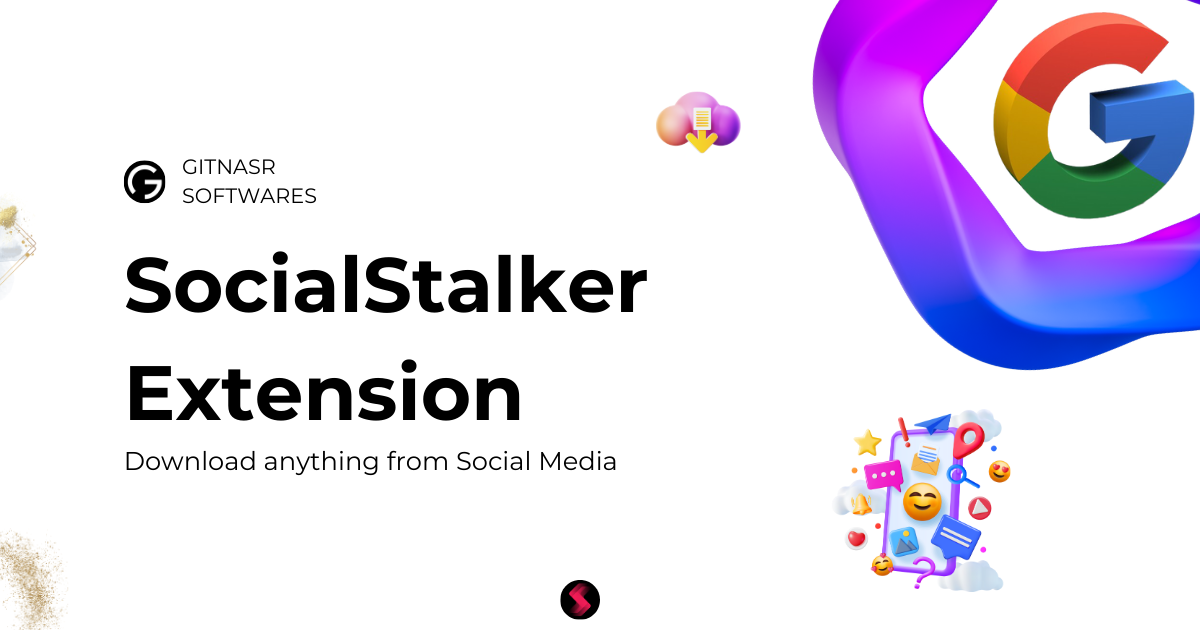 GITNASR
SOFTWARES
SocialStalker
Extension
Download anything from Social Media